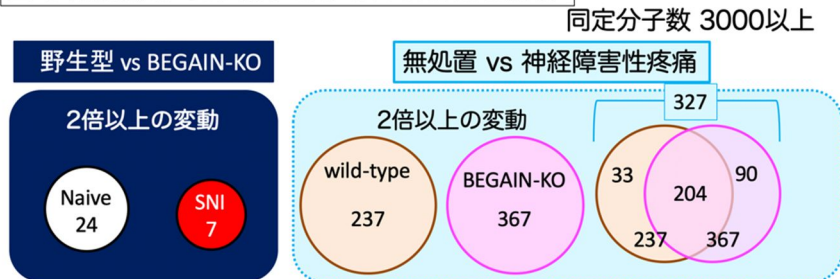 同定分子数 3000以上
野生型 vs BEGAIN-KO
無処置 vs 神経障害性疼痛
2倍以上の変動
Naive
24
SNI
7
2倍以上の変動
wild-type
237
BEGAIN-KO
367
327
33
204
90
237
367